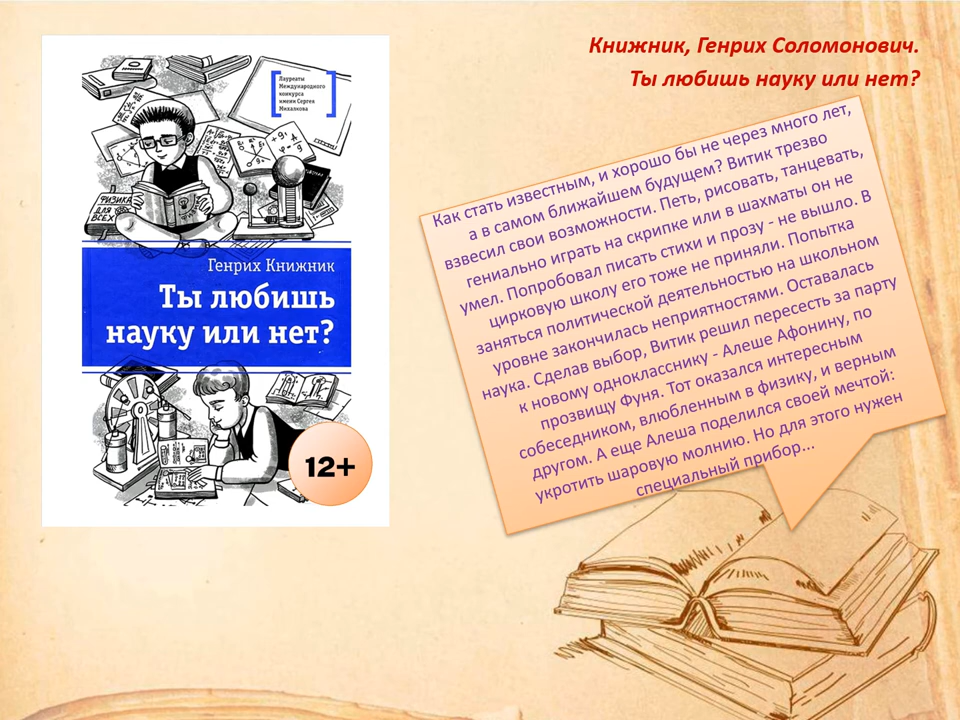 Книжник, Генрих Соломонович.
Ты любишь науку или нет?
Лауреаты
Международного
конкурса
имени Сергея
Михалкова
ФИЗИКА
ДЛЯ
ВСЕХ
Генрих Книжник
Ты любишь
науку или нет?
12+
Как стать известным, и хорошо бы не через много лет,
а в самом ближайшем будущем? Витик трезво
взвесил свои возможности. Петь, рисовать, танцевать,
гениально играть на скрипке или в шахматы он не
умел. Попробовал писать стихи и прозу - не вышло. В
цирковую школу его тоже не приняли. Попытка
заняться политической деятельностью на школьном
уровне закончилась неприятностями. Оставалась
наука. Сделав выбор, Витик решил пересесть за парту
к новому однокласснику - Алеше Афонину, по
прозвищу Фуня. Тот оказался интересным
собеседником, влюбленным в физику, и верным
другом. А еще Алеша поделился своей мечтой:
укротить шаровую молнию. Но для этого нужен
специальный прибор...